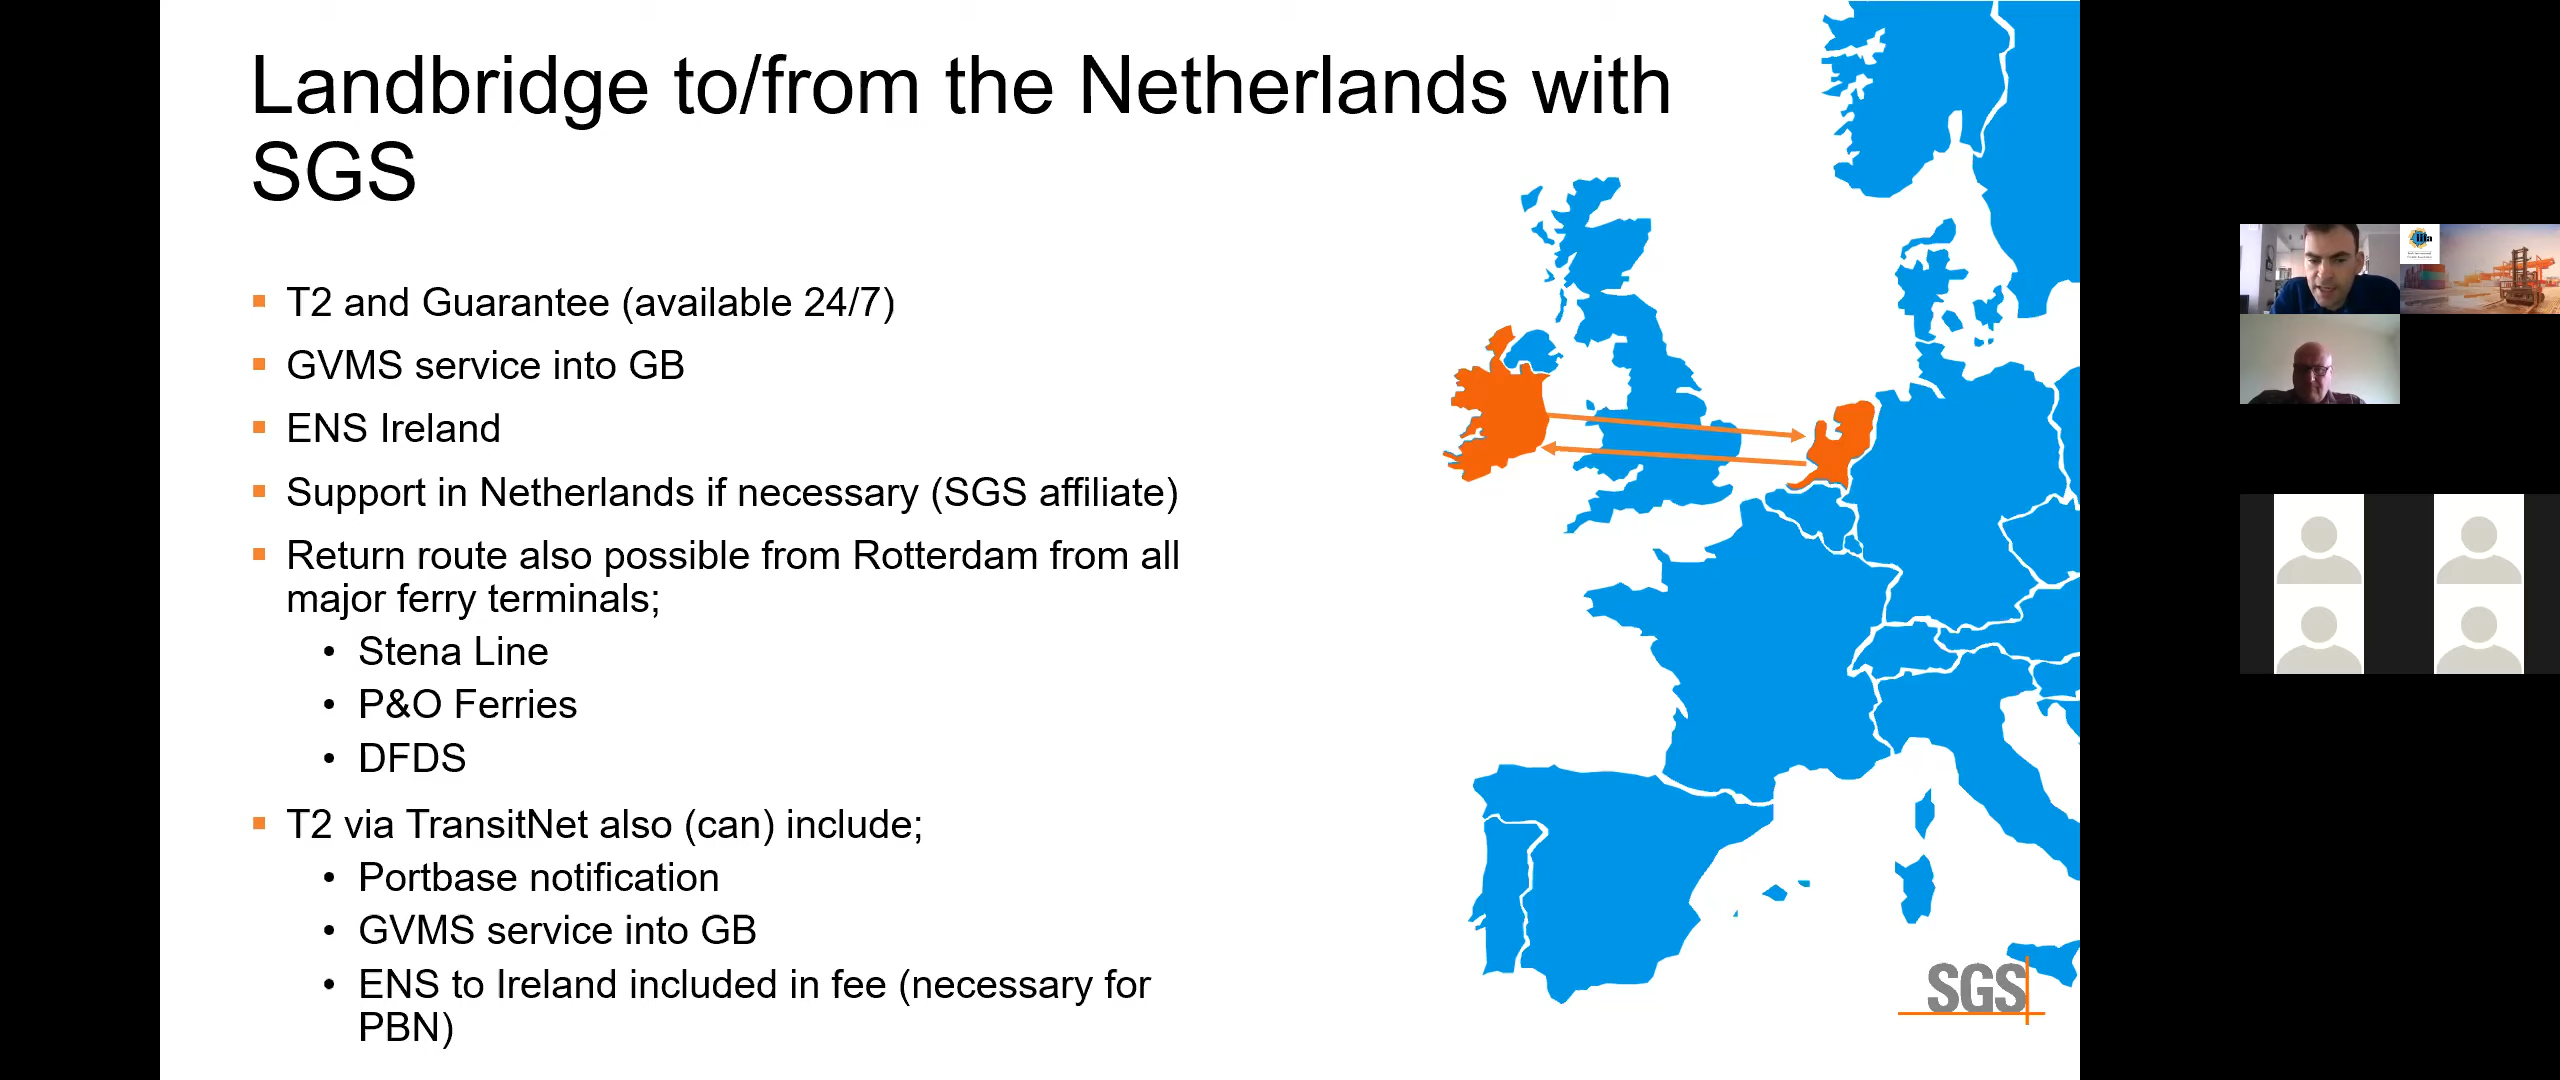 Landbridge to/from the Netherlands with
SGS
T2 and Guarantee (available 24/7)
GVMS service into GB
ENS Ireland
Support in Netherlands if necessary (SGS affiliate)
Return route also possible from Rotterdam from all
major ferry terminals;
Stena Line
P&O Ferries
DFDS
T2 via TransitNet also (can) include;
Portbase notification
GVMS service into GB
ENS to Ireland included in fee (necessary for
PBN)
SGS